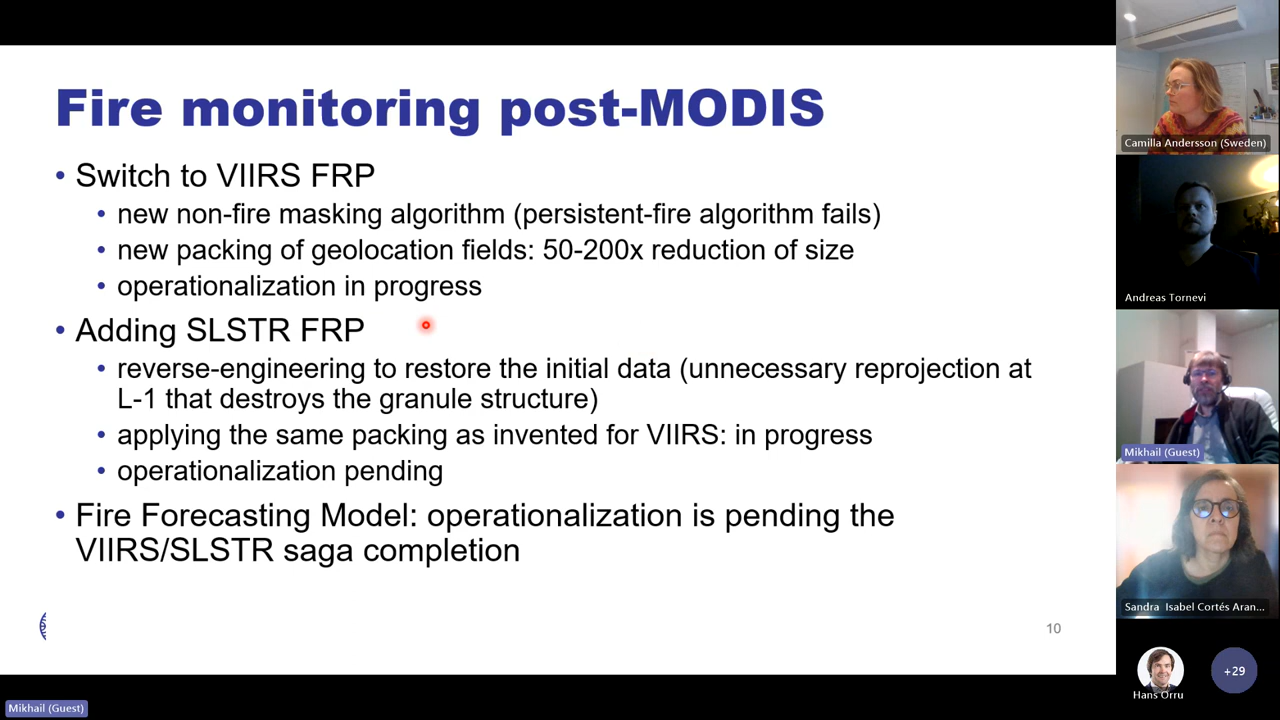 Fire monitoring post-MODIS
• Switch to VIIRS FRP
• new non-fire masking algorithm (persistent-fire algorithm fails)
• new packing of geolocation fields: 50-200x reduction of size
• operationalization in progress
• Adding SLSTR FRP
• reverse-engineering to restore the initial data (unnecessary reprojection at
L-1 that destroys the granule structure)
• applying the same packing as invented for VIIRS: in progress
• operationalization pending
• Fire Forecasting Model: operationalization is pending the
VIIRS/SLSTR saga completion
10
Camilla Andersson (Sweden)
Andreas Tornevi
Mikhail (Guest)
Sandra Isabel Cortés Aran...
Hans Orru
+29
Mikhail (Guest)